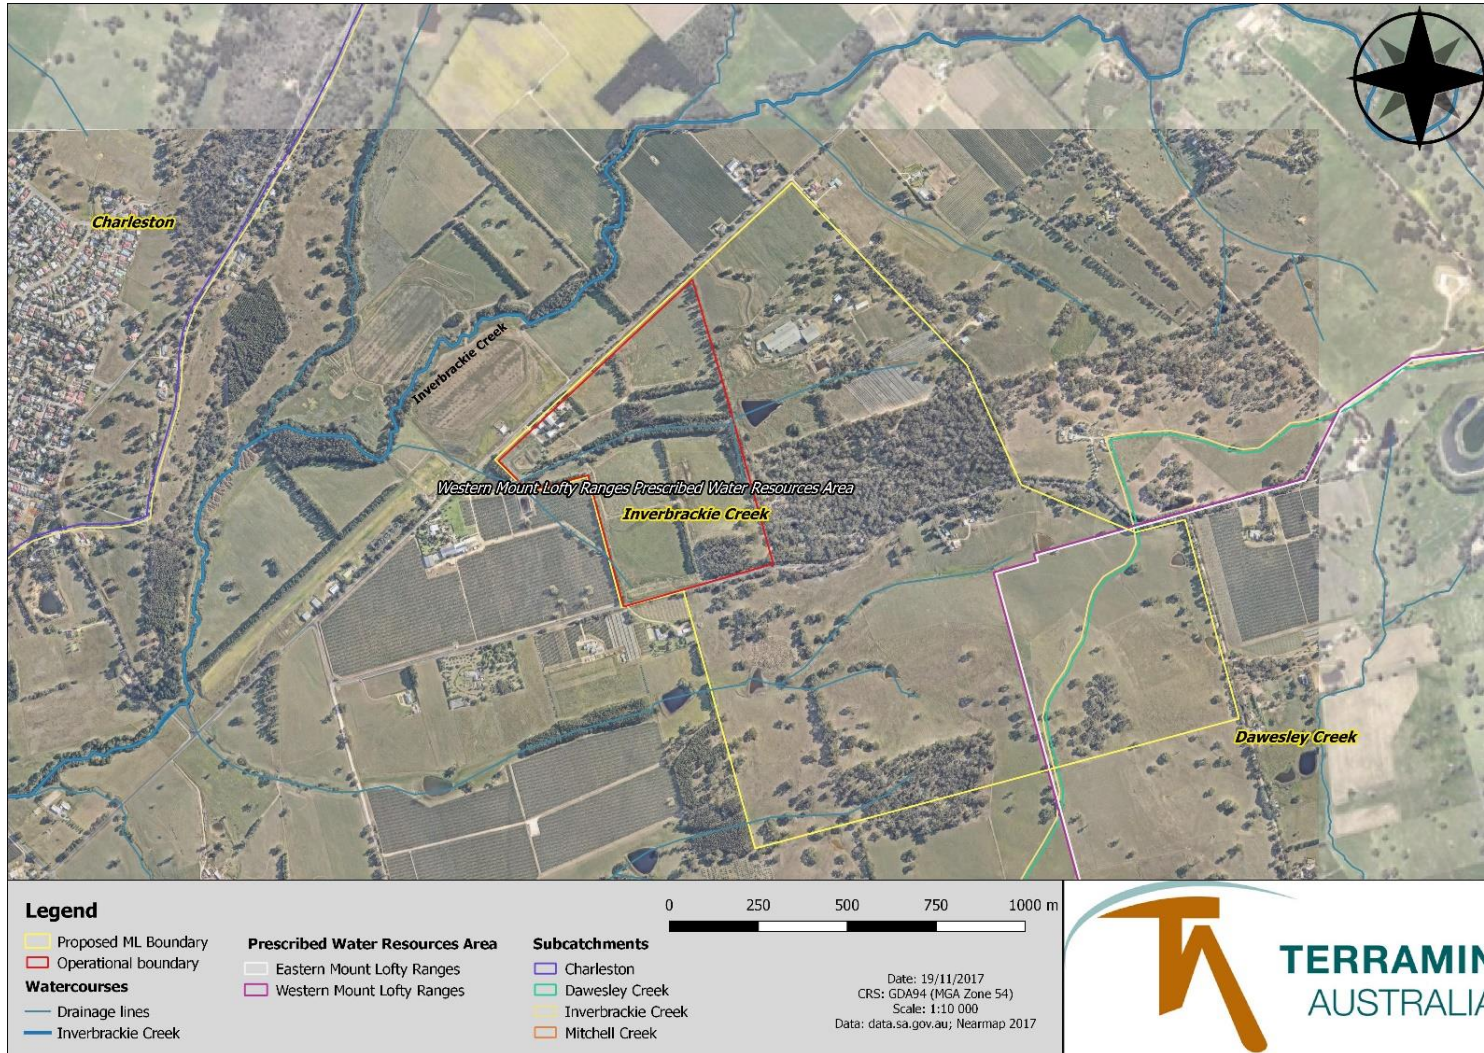 Charleston
Inverbrackie Creek
Western Mount Lofty Ranges Prescribed Water Resources Area
Inverbrackie Creek
Dawesley Creek
Legend
Proposed ML Boundary
Operational boundary
Watercourses
Drainage lines
Inverbrackie Creek
Prescribed Water Resources Area
Eastern Mount Lofty Ranges
Western Mount Lofty Ranges
Subcatchments
Charleston
Dawesley Creek
Inverbrackie Creek
Mitchell Creek
0 250 500 750 1000 m
Date: 19/11/2017
CRS: GDA94 (MGA Zone 54)
Scale: 1:10 000
Data: data.sa.gov.au; Nearmap 2017
TERRAMIN
AUSTRALIA